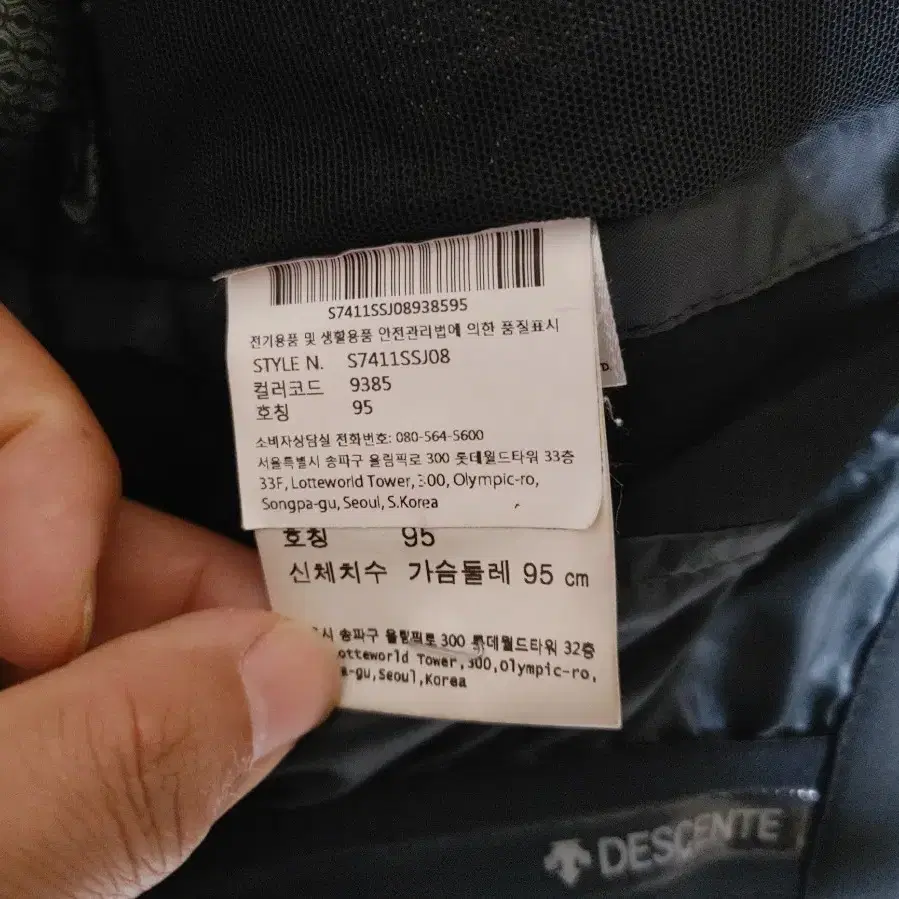 S7411SSJ08938595
전기용품 및 생활용품 안전관리법에 의한 품질표시
STYLE N. S7411SSJ08
컬러코드 9385
호칭 95
소비자상담실 전화번호: 080-564-5600
서울특별시 송파구 올림픽로 300 롯데월드타워 33층
33F, Lotteworld Tower, 300, Olympic-ro,
Songpa-gu, Seoul, S.Korea
호칭 95
신체치수 가슴둘레 95 cm
시 송파구 올림픽로 300 롯데월드타워 32층
otteworld Tower,300,Olympic-ro,
a-gu,Seoul,Korea
DESCENTE